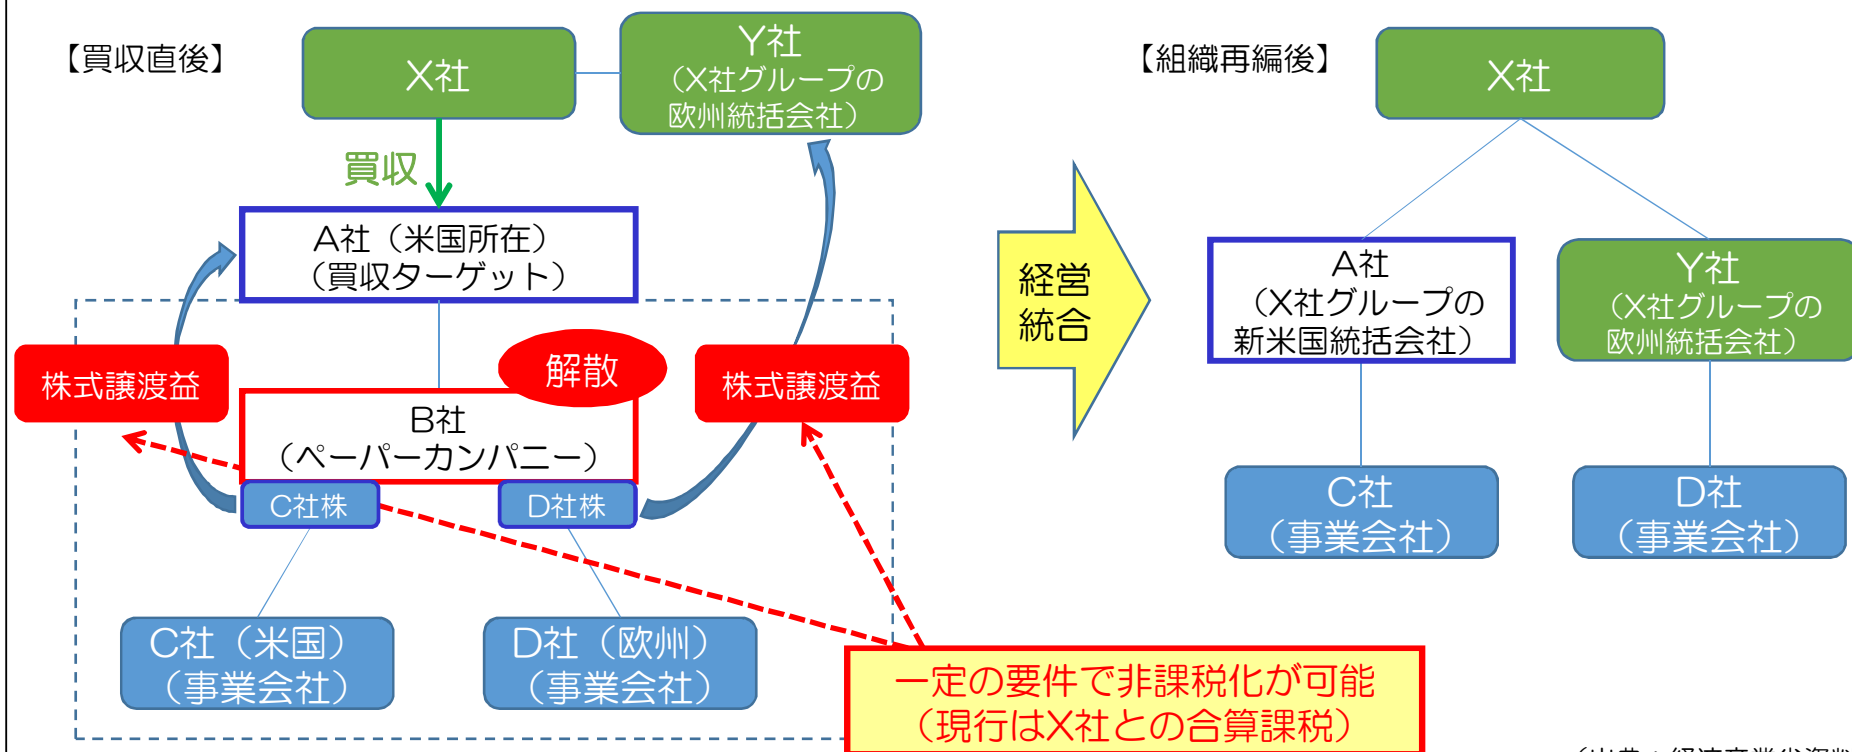 【買収直後】
X社
Y社
（X社グループの
欧州統括会社）
買収
A社（米国所在）
（買収ターゲット）
株式譲渡益
解散
株式譲渡益
B社
（ペーパーカンパニー）
C社株
D社株
C社（米国）
（事業会社）
D社（欧州）
（事業会社）
一定の要件で非課税化が可能
（現行はX社との合算課税）
経営
統合
【組織再編後】
X社
A社
（X社グループの
新米国統括会社）
Y社
（X社グループの
欧州統括会社）
C社
（事業会社）
D社
（事業会社）